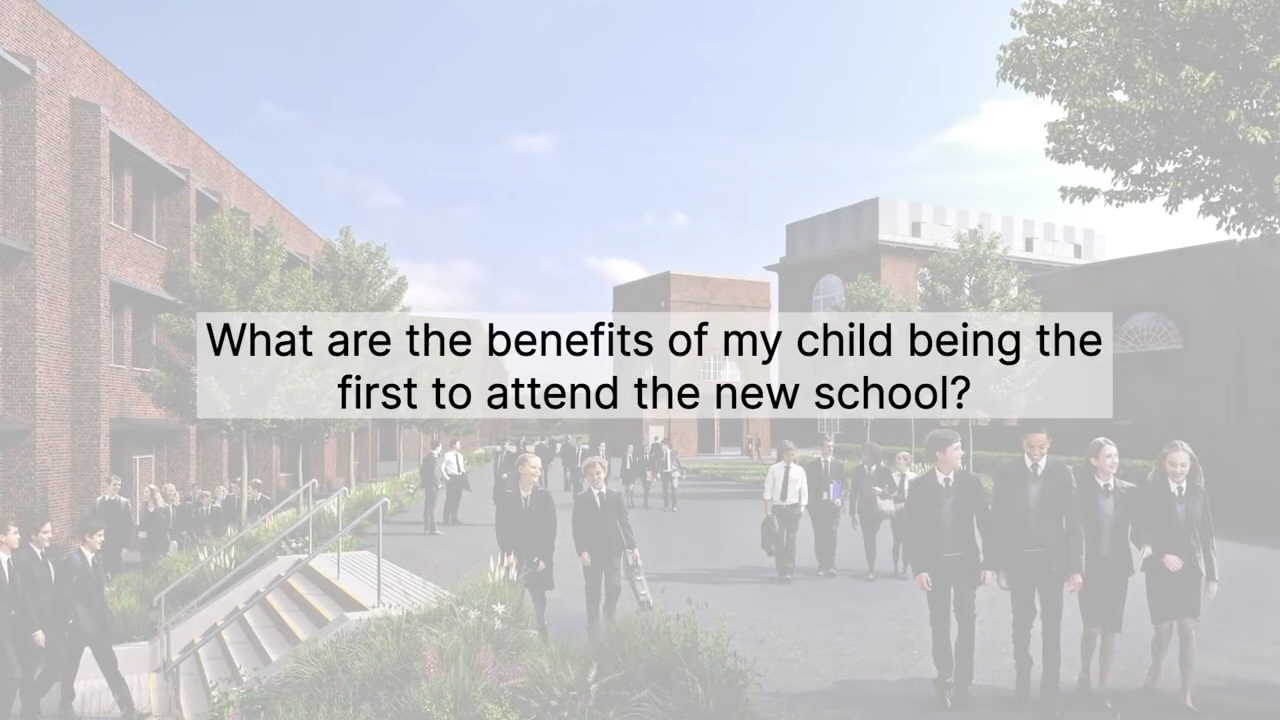 What are the benefits of my child being the
first to attend the new school?